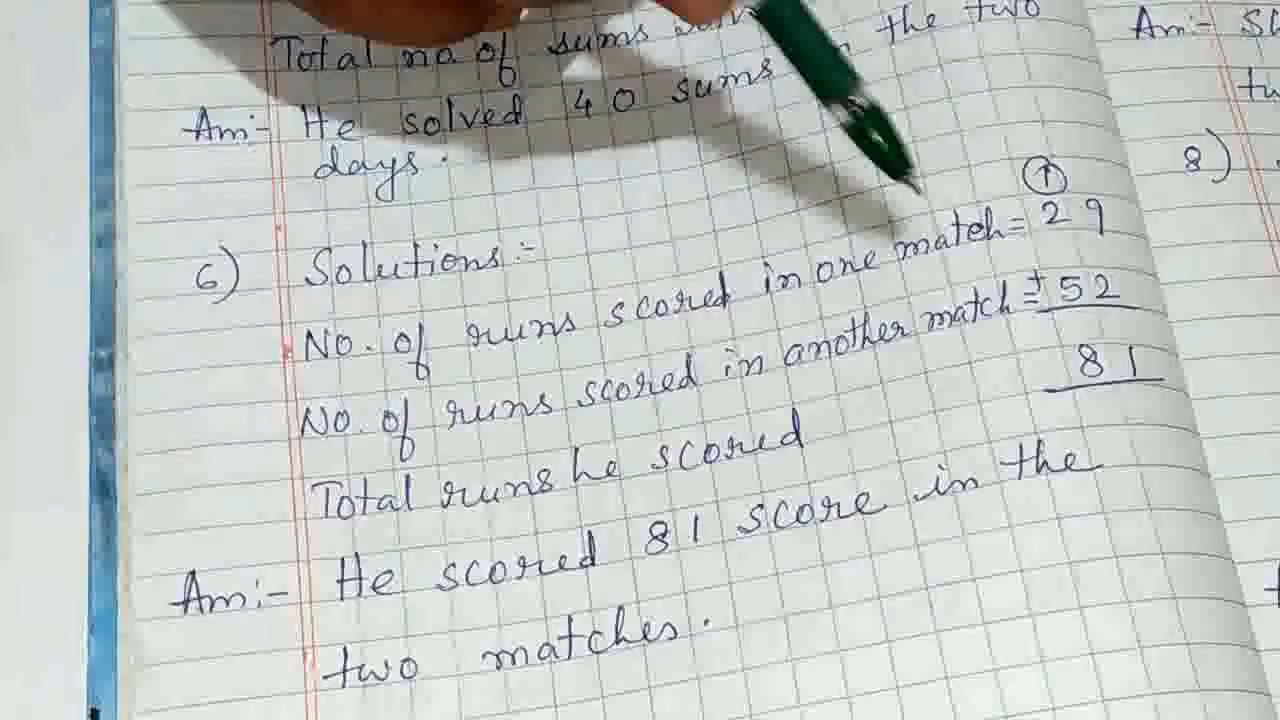 Total no of sums
the two
Ans:- He solved 40 sums
days.
6) Solutions:-
①
No. of runs scored in one match = 29
No. of runs scored in another match = + 52
Total runs he scored 81
Ans:- He scored 81 score in the
two matches.
Ans:-
8)